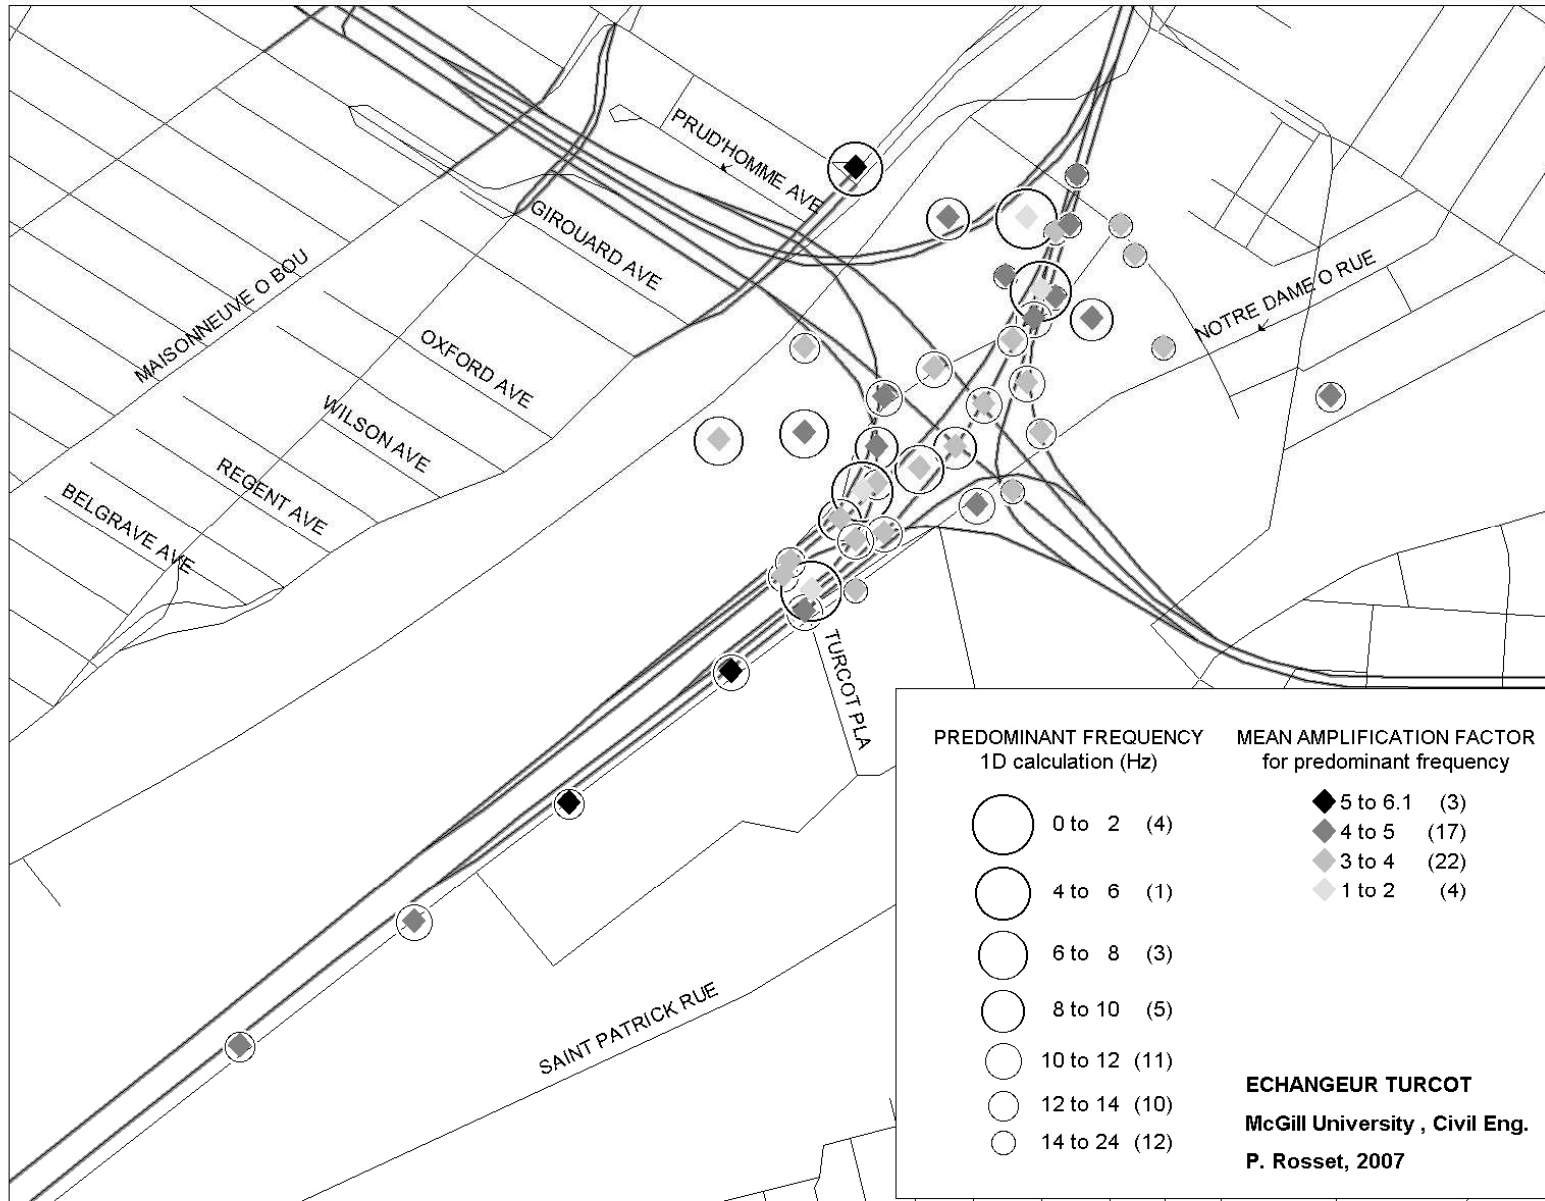 PRUD'HOMME AVE
GIROUARD AVE
MAISONNEUVE O BOU
NOTRE DAME O RUE
OXFORD AVE
WILSON AVE
REGENT AVE
BELGRAVE AVE
TURCOT PLA
SAINT PATRICK RUE
PREDOMINANT FREQUENCY
1D calculation (Hz)
0 to 2 (4)
4 to 6 (1)
6 to 8 (3)
8 to 10 (5)
10 to 12 (11)
12 to 14 (10)
14 to 24 (12)
MEAN AMPLIFICATION FACTOR
for predominant frequency
5 to 6.1 (3)
4 to 5 (17)
3 to 4 (22)
1 to 2 (4)
ECHANGEUR TURCOT
McGill University , Civil Eng.
P. Rosset, 2007